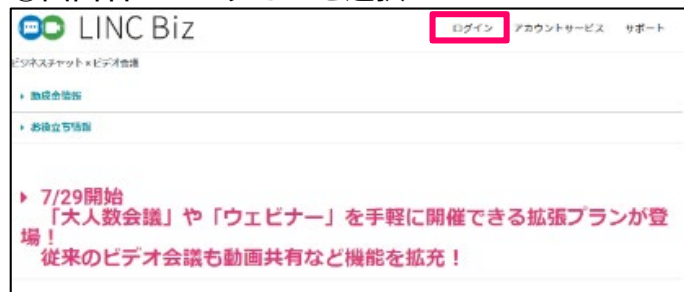 LINC Biz
ログイン アカウントサービス サポート
ビジネスチャット×ビデオ会議
助成金情報
お役立ち情報
7/29開始
「大人数会議」や「ウェビナー」を手軽に開催できる拡張プランが登
場!
従来のビデオ会議も動画共有など機能を拡充!